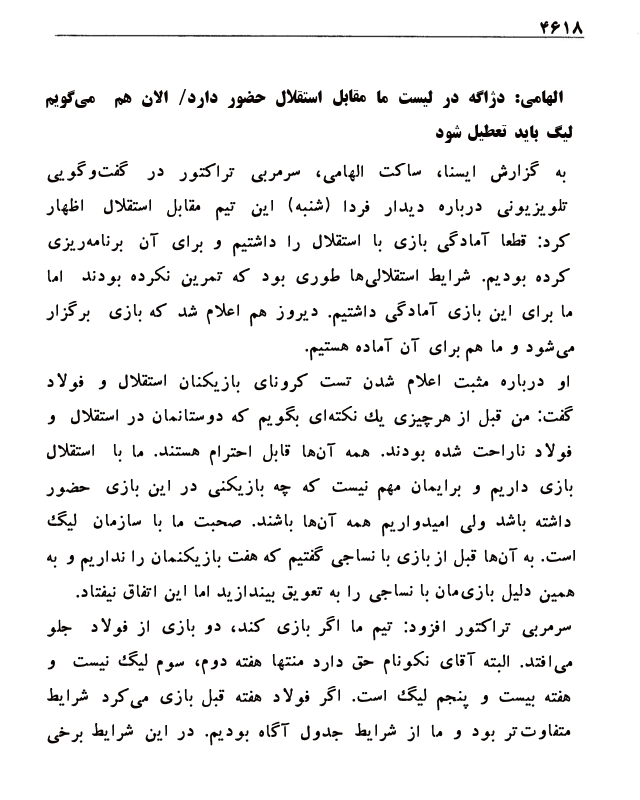 ۴۶۱۸
الهامی: دژاگه در لیست ما مقابل استقلال حضور دارد/ الان هم می‌گویم
لیگ باید تعطیل شود
به گزارش ایسنا، ساکت الهامی، سرمربی تراکتور در گفت‌وگویی
تلویزیونی درباره دیدار فردا (شنبه) این تیم مقابل استقلال اظهار
کرد: قطعا آمادگی بازی با استقلال را داشتیم و برای آن برنامه‌ریزی
کرده بودیم. شرایط استقلالی‌ها طوری بود که تمرین نکرده بودند اما
ما برای این بازی آمادگی داشتیم. دیروز هم اعلام شد که بازی برگزار
می‌شود و ما هم برای آن آماده هستیم.
او درباره مثبت اعلام شدن تست کرونای بازیکنان استقلال و فولاد
گفت: من قبل از هرچیزی یك نکته‌ای بگویم که دوستانمان در استقلال و
فولاد ناراحت شده بودند. همه آن‌ها قابل احترام هستند. ما با استقلال
بازی داریم و برایمان مهم نیست که چه بازیکنی در این بازی حضور
داشته باشد ولی امیدواریم همه آن‌ها باشند. صحبت ما با سازمان لیگ
است. به آن‌ها قبل از بازی با نساجی گفتیم که هفت بازیکنمان را نداریم و به
همین دلیل بازی‌مان با نساجی را به تعویق بیندازید اما این اتفاق نیفتاد.
سرمربی تراکتور افزود: تیم ما اگر بازی کند، دو بازی از فولاد جلو
می‌افتد. البته آقای نکونام حق دارد منتها هفته دوم، سوم لیگ نیست و
هفته بیست و پنجم لیگ است. اگر فولاد هفته قبل بازی می‌کرد شرایط
متفاوت‌تر بود و ما از شرایط جدول آگاه بودیم. در این شرایط برخی